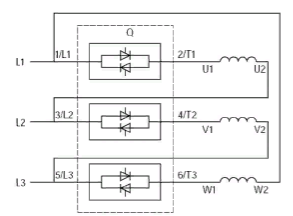 Q
L1 1/L1 2/T1
U1 U2
L2 3/L2 4/T2
V1 V2
L3 5/L3 6/T3
W1 W2